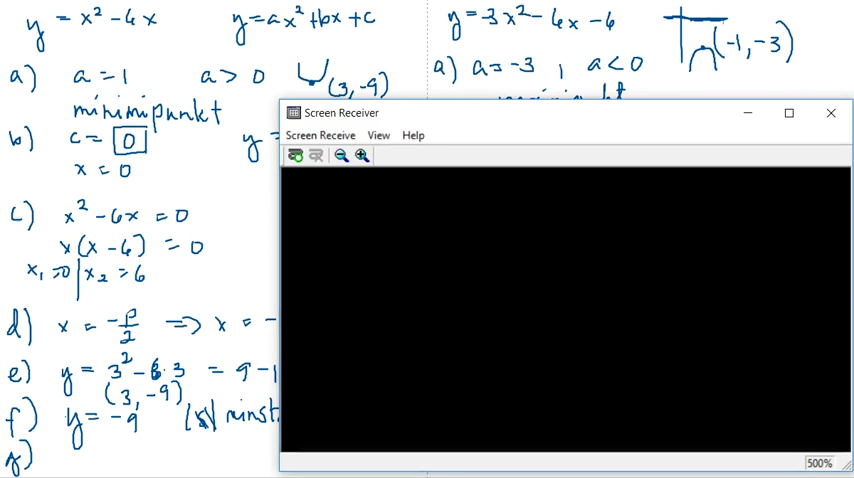 y = x² - 6x
y = ax² + bx + c
a) a = 1 a > 0
(3, -9)
minimipunkt
b) c = 0
y =
x = 0
c) x² - 6x = 0
x(x - 6) = 0
x₁ = 0 | x₂ = 6
d) x = -p/2 => x = -
e) y = 3² - 6·3 = 9 - 1
(3, -9)
f) y = -9
g)
y = -3x² - 6x - 6
(-1, -3)
a) a = -3, a < 0
Screen Receiver
Screen Receive View Help
500%